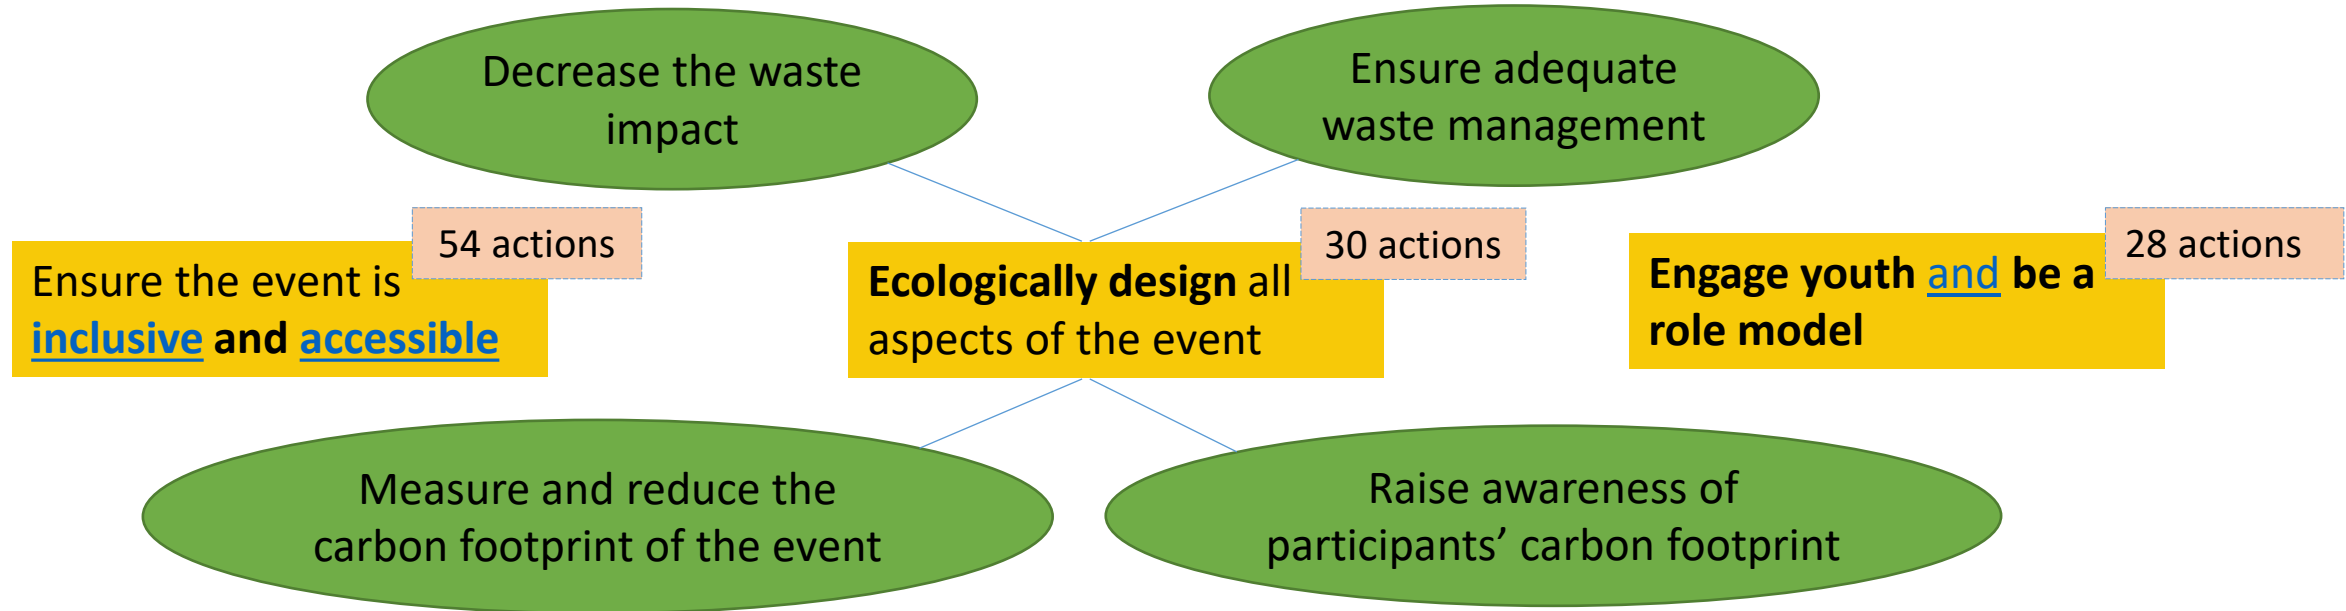 Decrease the waste
impact
Ensure adequate
waste management
54 actions
Ensure the event is
inclusive and accessible
30 actions
Ecologically design all
aspects of the event
28 actions
Engage youth and be a
role model
Measure and reduce the
carbon footprint of the event
Raise awareness of
participants’ carbon footprint